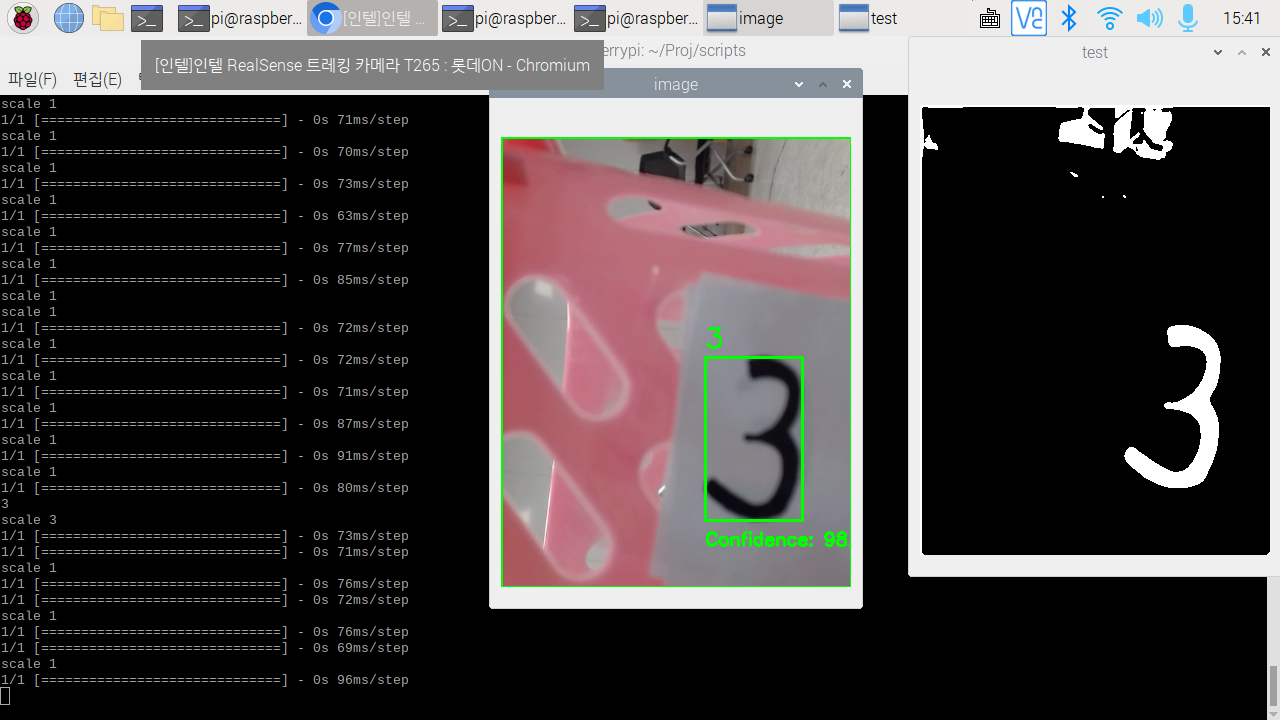 pi@raspber...
[인텔]인텔 ...
pi@raspber...
pi@raspber...
image
test
15:41
errypi: ~/Proj/scripts
test
[인텔]인텔 RealSense 트레킹 카메라 T265 : 롯데ON - Chromium
파일(F)
편집(E)
image
scale 1
1/1 [==============================] - 0s 71ms/step
scale 1
1/1 [==============================] - 0s 70ms/step
scale 1
1/1 [==============================] - 0s 73ms/step
scale 1
1/1 [==============================] - 0s 63ms/step
scale 1
1/1 [==============================] - 0s 77ms/step
scale 1
1/1 [==============================] - 0s 85ms/step
scale 1
scale 1
1/1 [==============================] - 0s 72ms/step
scale 1
1/1 [==============================] - 0s 72ms/step
scale 1
1/1 [==============================] - 0s 71ms/step
scale 1
1/1 [==============================] - 0s 87ms/step
scale 1
1/1 [==============================] - 0s 91ms/step
scale 1
1/1 [==============================] - 0s 80ms/step
3
scale 3
1/1 [==============================] - 0s 73ms/step
1/1 [==============================] - 0s 71ms/step
scale 1
1/1 [==============================] - 0s 76ms/step
1/1 [==============================] - 0s 72ms/step
scale 1
1/1 [==============================] - 0s 76ms/step
1/1 [==============================] - 0s 69ms/step
scale 1
1/1 [==============================] - 0s 96ms/step
3
3
Confidence: 98
3